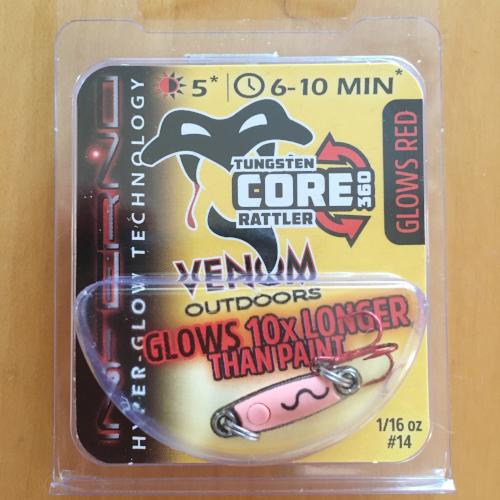 5* 6-10 MIN*
INFERNO
HYPER-GLOW TECHNOLOGY
TUNGSTEN
CORE
360
RATTLER
GLOWS RED
VENOM
OUTDOORS
GLOWS 10x LONGER
THAN PAINT
1/16 oz
#14